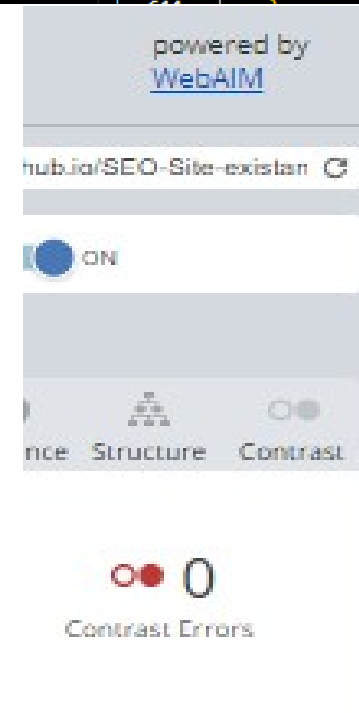 powered by
WebAIM
hub.io/SEO-Site-existan
ON
nce Structure Contrast
0
Contrast Errors